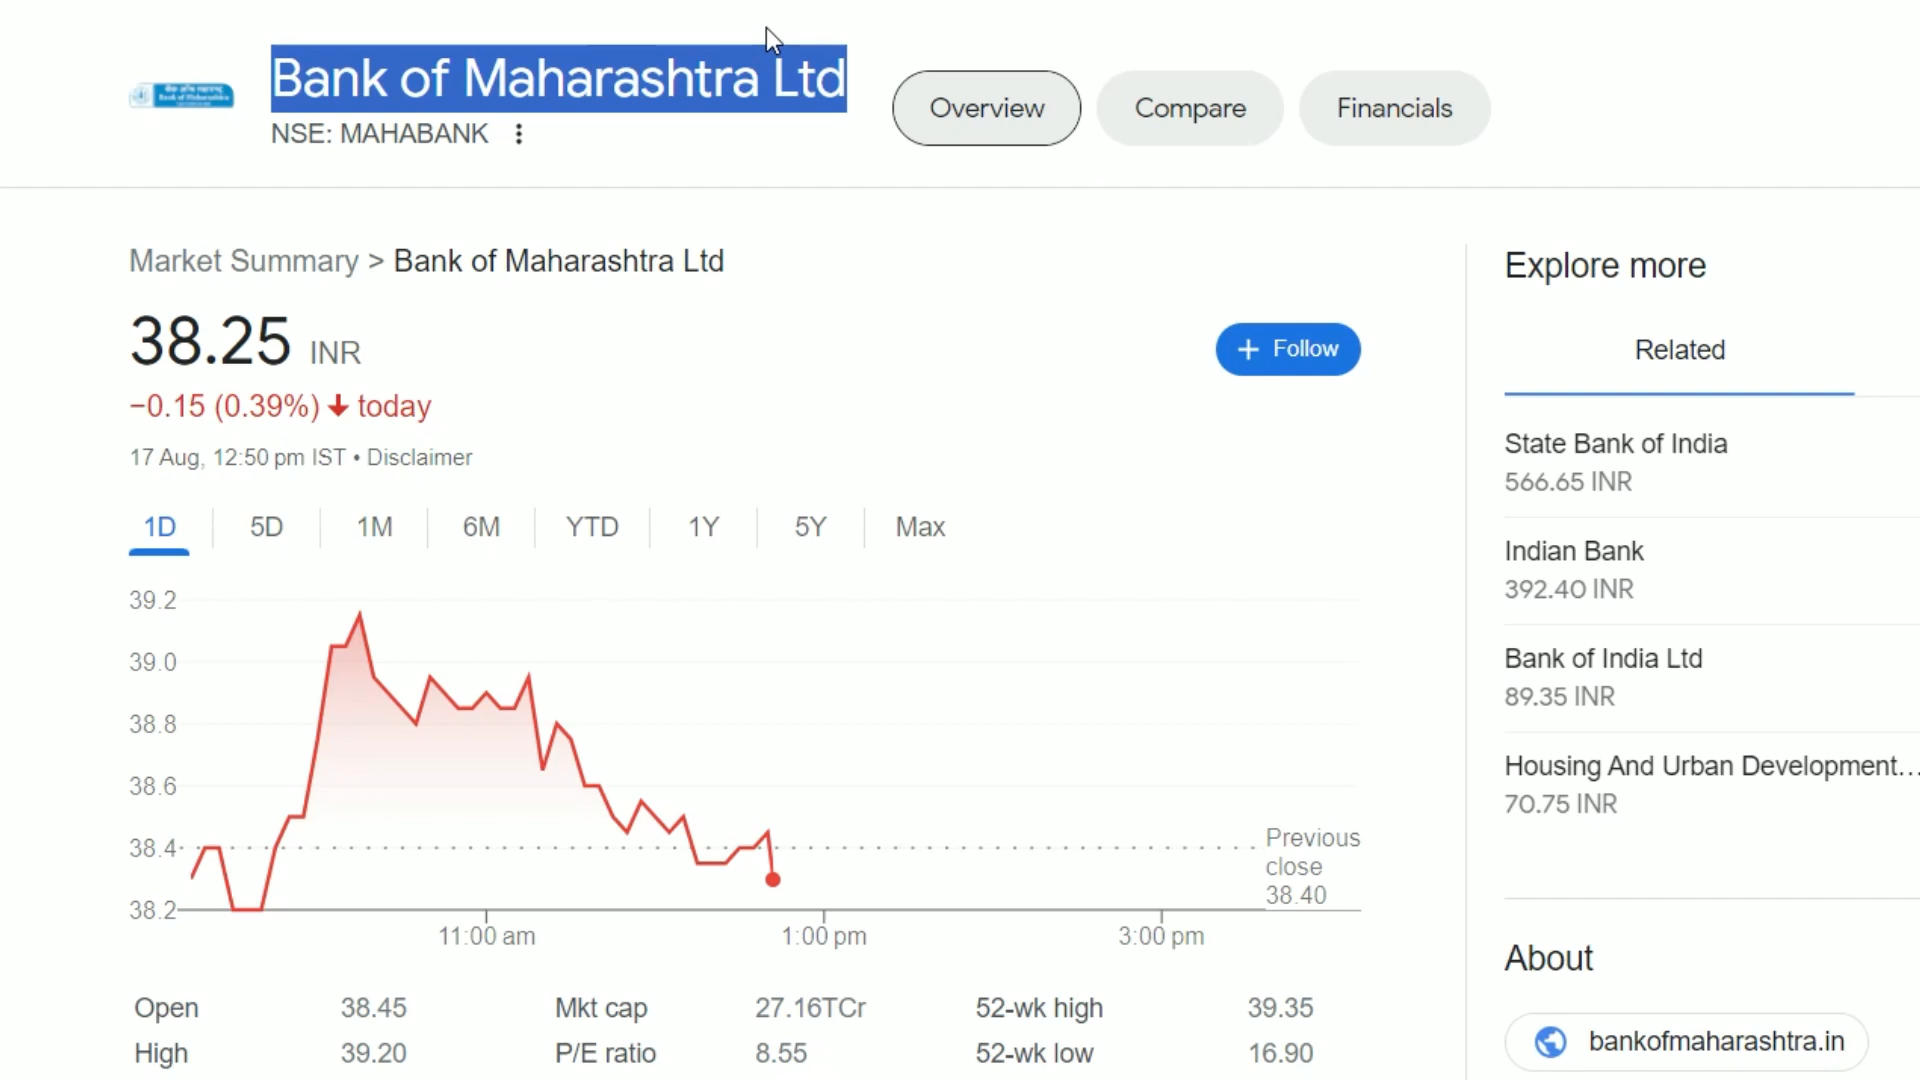 Bank of Maharashtra Ltd
NSE: MAHABANK
Overview
Compare
Financials
Market Summary > Bank of Maharashtra Ltd
38.25 INR
+ Follow
−0.15 (0.39%) today
17 Aug, 12:50 pm IST • Disclaimer
1D 5D 1M 6M YTD 1Y 5Y Max
39.2
39.0
38.8
38.6
38.4
38.2
Previous
close
38.40
11:00 am 1:00 pm 3:00 pm
Open 38.45 Mkt cap 27.16TCr 52-wk high 39.35
High 39.20 P/E ratio 8.55 52-wk low 16.90
Explore more
Related
State Bank of India
566.65 INR
Indian Bank
392.40 INR
Bank of India Ltd
89.35 INR
Housing And Urban Development...
70.75 INR
About
bankofmaharashtra.in